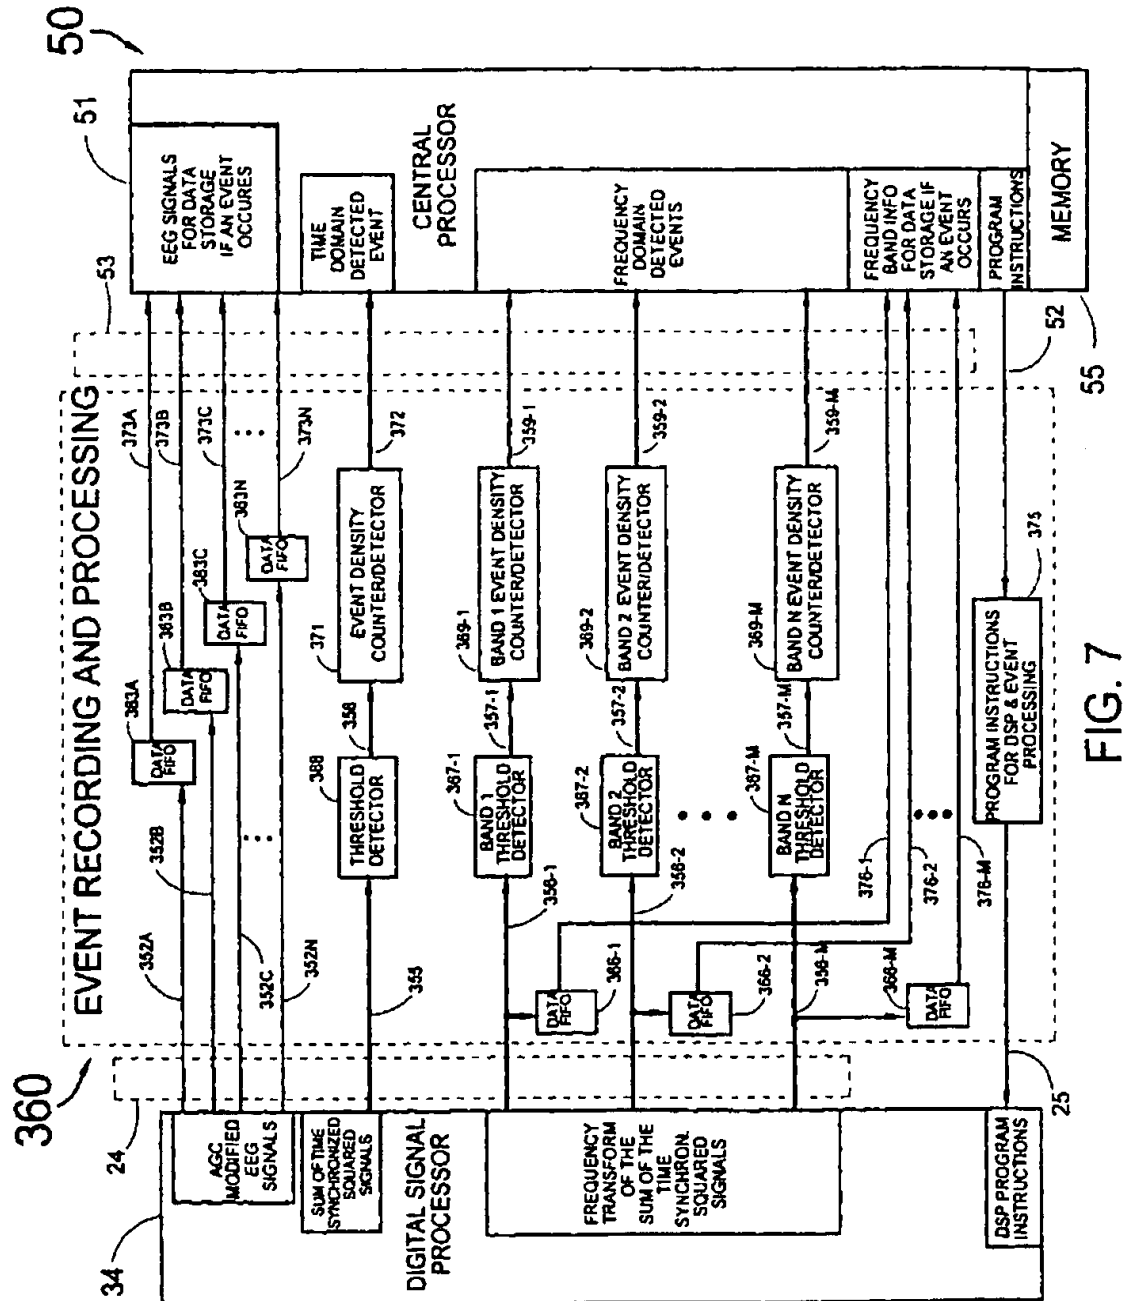 360
EVENT RECORDING AND PROCESSING
50
34
24
53
51
AGC
MODIFIED
EEG
SIGNALS
352A
352B
352C
352N
363A
363B
363C
363N
DATA
FIFO
DATA
FIFO
DATA
FIFO
DATA
FIFO
373A
373B
373C
373N
EEG SIGNALS
FOR DATA
STORAGE
IF AN EVENT
OCCURES
SUM OF TIME
SYNCHRONIZED
SQUARED
SIGNALS
355
368
THRESHOLD
DETECTOR
358
371
EVENT DENSITY
COUNTER/DETECTOR
372
TIME
DOMAIN
DETECTED
EVENT
DIGITAL SIGNAL
PROCESSOR
CENTRAL
PROCESSOR
FREQUENCY
TRANSFORM
OF THE
SUM OF THE
TIME
SYNCHRON.
SQUARED
SIGNALS
356-1
367-1
BAND 1
THRESHOLD
DETECTOR
357-1
369-1
BAND 1 EVENT DENSITY
COUNTER/DETECTOR
359-1
DATA
FIFO
366-1
356-2
367-2
BAND 2
THRESHOLD
DETECTOR
357-2
369-2
BAND 2 EVENT DENSITY
COUNTER/DETECTOR
359-2
FREQUENCY
DOMAIN
DETECTED
EVENTS
DATA
FIFO
366-2
356-M
367-M
BAND N
THRESHOLD
DETECTOR
357-M
369-M
BAND N EVENT DENSITY
COUNTER/DETECTOR
359-M
366-M
DATA
FIFO
376-1
376-2
376-M
FREQUENCY
BAND INFO
FOR DATA
STORAGE IF
AN EVENT
OCCURS
DSP PROGRAM
INSTRUCTIONS
25
PROGRAM INSTRUCTIONS
FOR DSP & EVENT
PROCESSING
375
52
PROGRAM
INSTRUCTIONS
MEMORY
55
FIG. 7